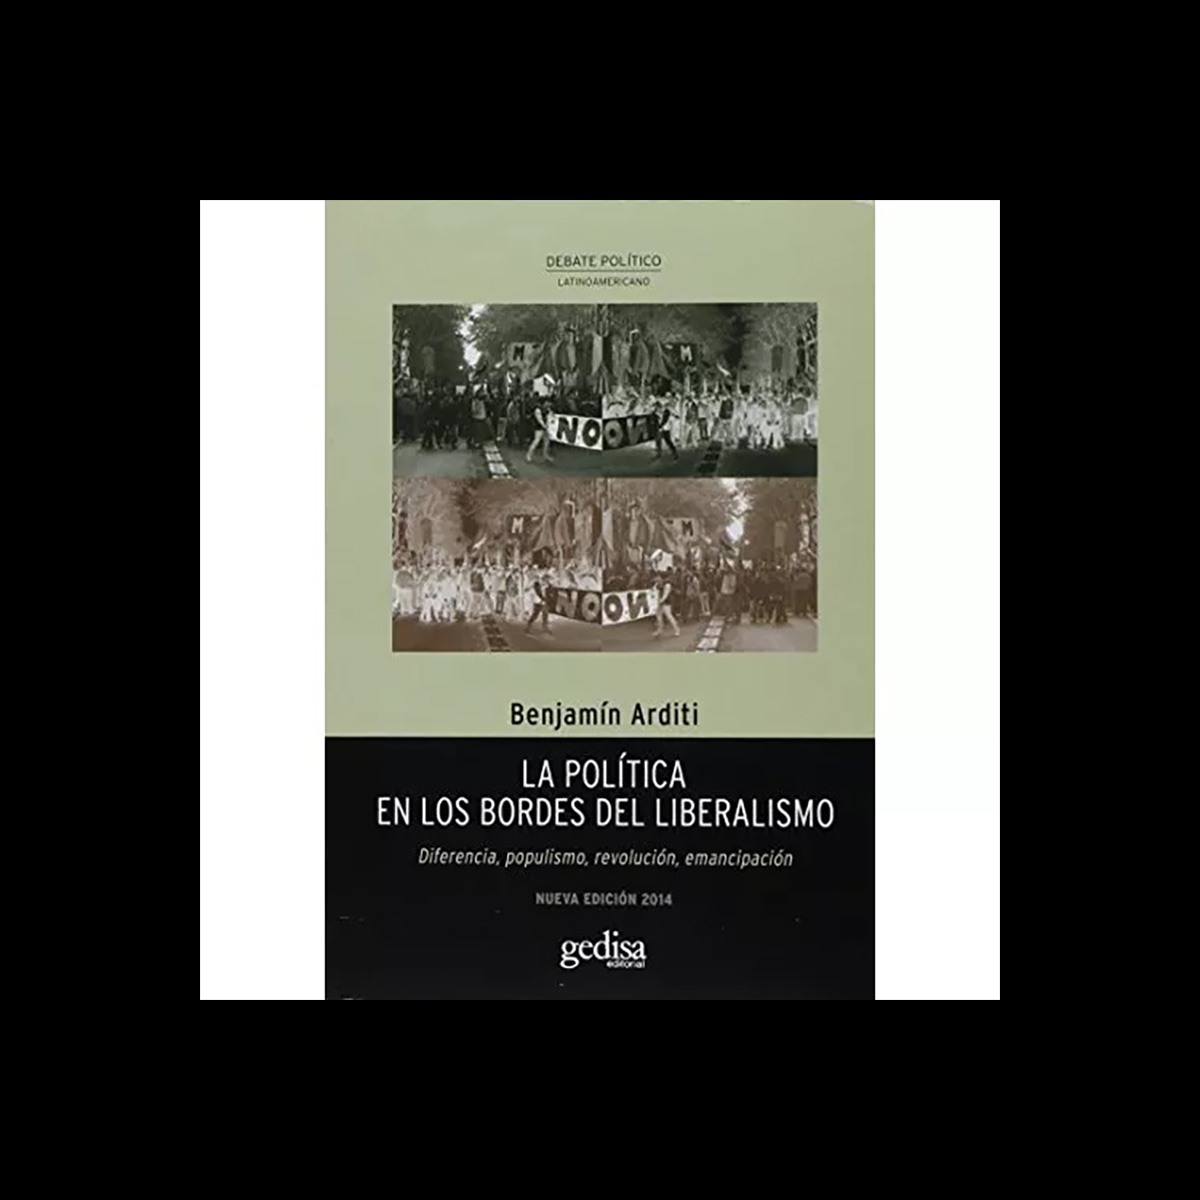 DEBATE POLÍTICO
LATINOAMERICANO
M M
NOON
M M
NOON
Benjamín Arditi
LA POLÍTICA
EN LOS BORDES DEL LIBERALISMO
Diferencia, populismo, revolución, emancipación
NUEVA EDICIÓN 2014
gedisa
editorial